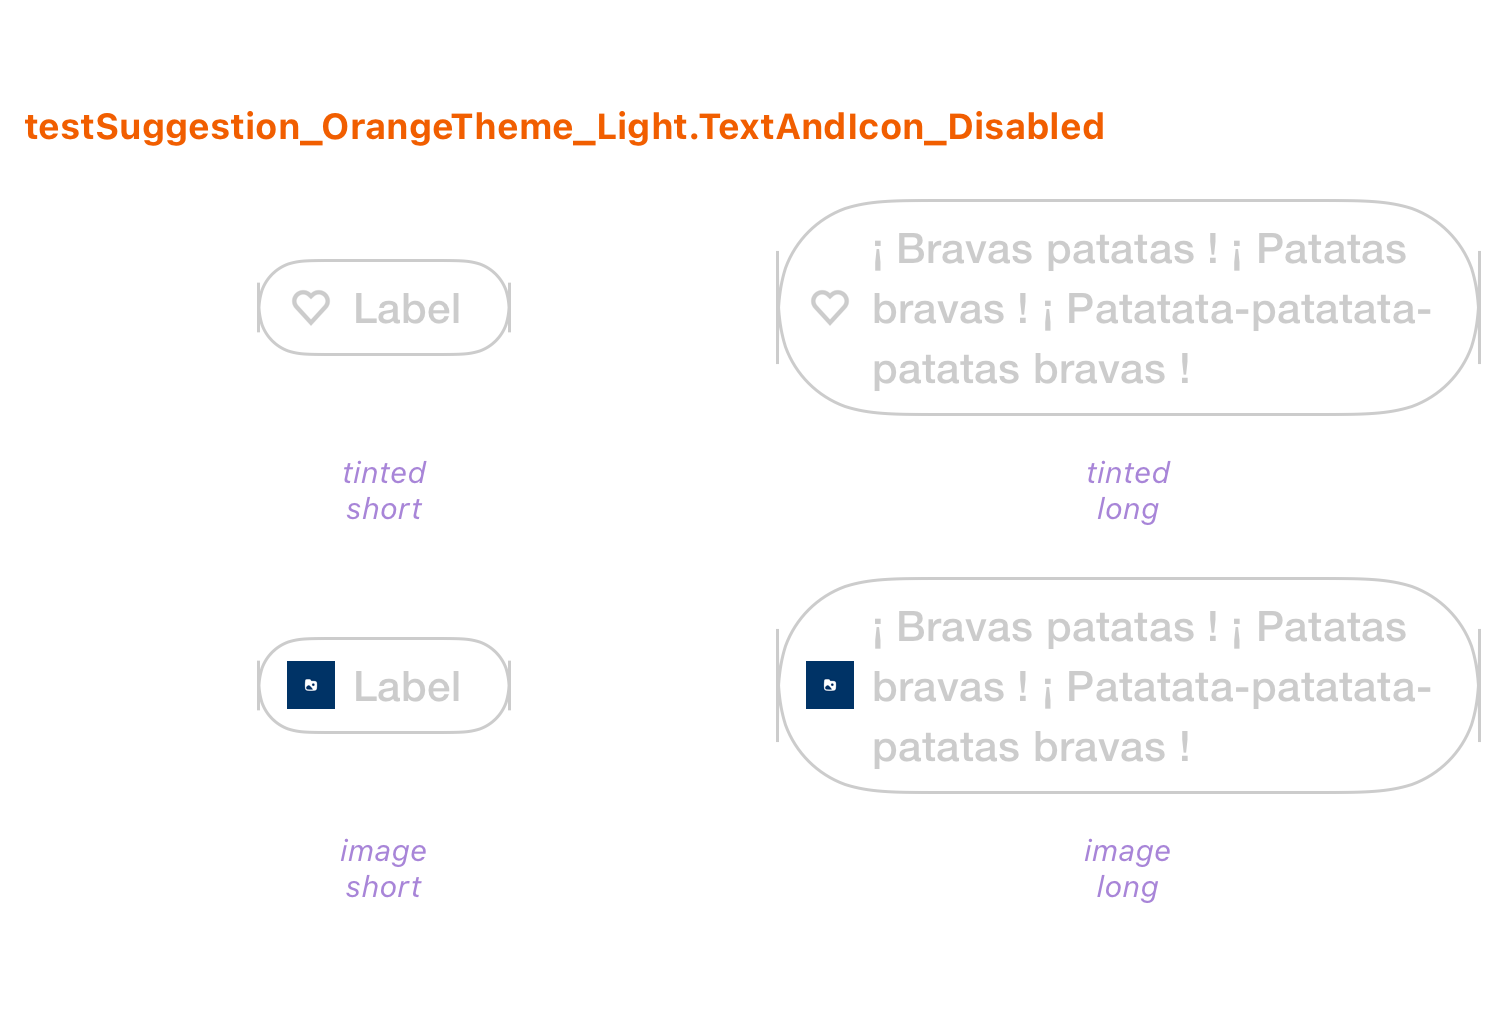 testSuggestion_OrangeTheme_Light.TextAndIcon_Disabled
Label
¡ Bravas patatas ! ¡ Patatas
bravas ! ¡ Patatata-patatata-
patatas bravas !
tinted
short
tinted
long
Label
¡ Bravas patatas ! ¡ Patatas
bravas ! ¡ Patatata-patatata-
patatas bravas !
image
short
image
long